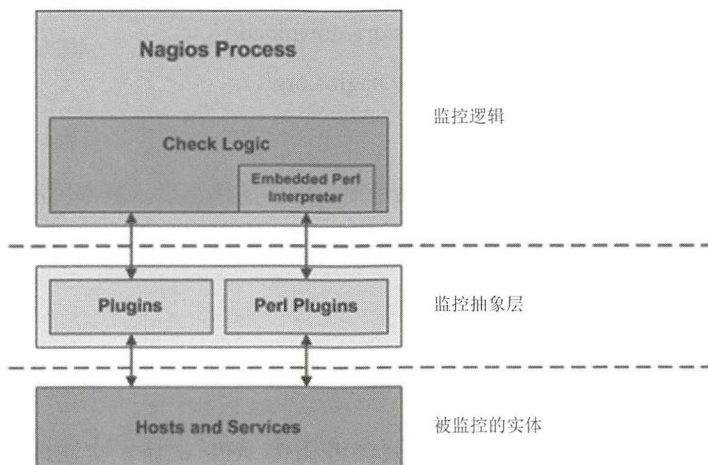 Nagios Process
监控逻辑
Check Logic
Embedded Perl
Interpreter
Plugins
Perl Plugins
监控抽象层
Hosts and Services
被监控的实体